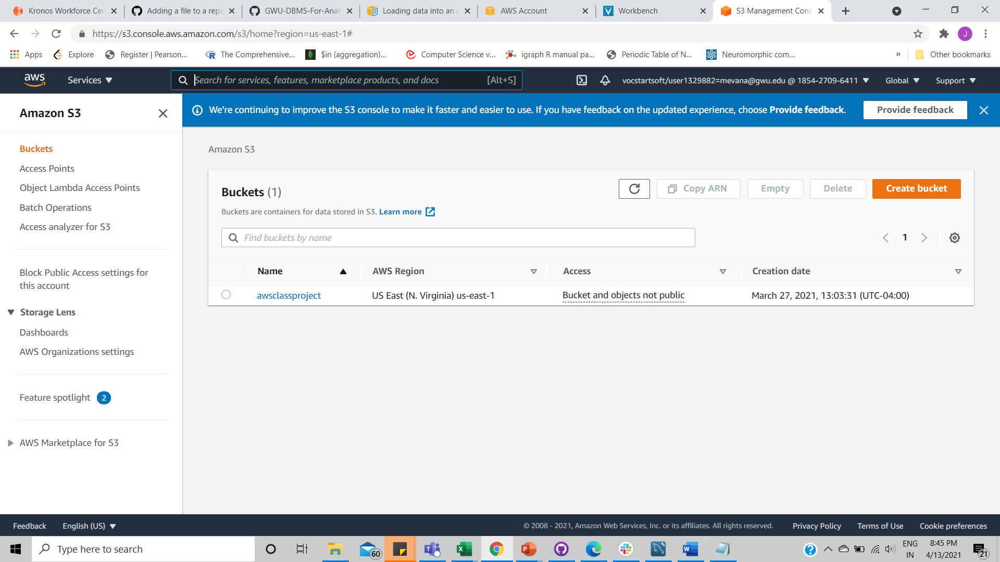 Kronos Workforce Cen
Adding a file to a repo
GWU-DBMS-For-Anal
Loading data into an A
AWS Account
Workbench
S3 Management Cons
https://s3.console.aws.amazon.com/s3/home?region=us-east-1#
J
Apps
Explore
Register | Pearson...
The Comprehensive...
$in (aggregation)...
Computer Science v...
igraph R manual pa...
Periodic Table of N...
Neuromorphic com...
»
Other bookmarks
aws
Services
Search for services, features, marketplace products, and docs
[Alt+S]
vocstartsoft/user1329882=mevana@gwu.edu @ 1854-2709-6411
Global
Support
Amazon S3
We're continuing to improve the S3 console to make it faster and easier to use. If you have feedback on the updated experience, choose Provide feedback.
Provide feedback
Buckets
Access Points
Object Lambda Access Points
Batch Operations
Access analyzer for S3
Block Public Access settings for
this account
Storage Lens
Dashboards
AWS Organizations settings
Feature spotlight 2
AWS Marketplace for S3
Amazon S3
Buckets (1)
Copy ARN
Empty
Delete
Create bucket
Buckets are containers for data stored in S3. Learn more
Find buckets by name
1
Name
AWS Region
Access
Creation date
awsclassproject
US East (N. Virginia) us-east-1
Bucket and objects not public
March 27, 2021, 13:03:31 (UTC-04:00)
Feedback
English (US)
© 2008 - 2021, Amazon Web Services, Inc. or its affiliates. All rights reserved.
Privacy Policy
Terms of Use
Cookie preferences
Type here to search
60
ENG
IN
8:45 PM
4/13/2021
21